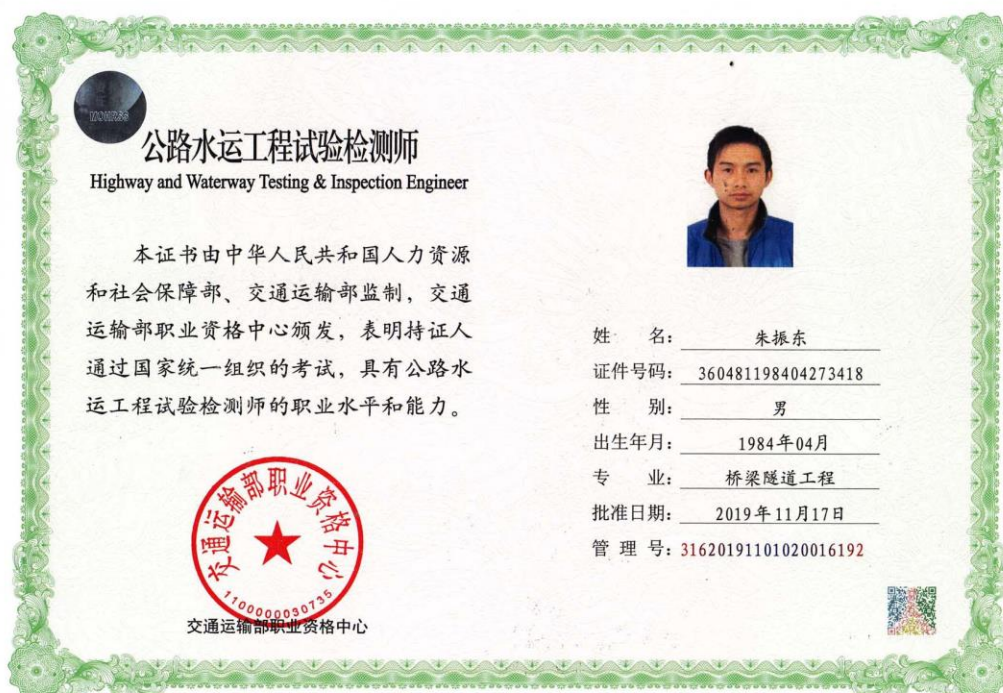 MOHRSS
公路水运工程试验检测师
Highway and Waterway Testing & Inspection Engineer
本证书由中华人民共和国人力资源
和社会保障部、交通运输部监制，交通
运输部职业资格中心颁发，表明持证人
通过国家统一组织的考试，具有公路水
运工程试验检测师的职业水平和能力。
交通运输部职业资格中心
1100000030735
交通运输部职业资格中心
姓 名：朱振东
证件号码：360481198404273418
性 别：男
出生年月：1984年04月
专 业：桥梁隧道工程
批准日期：2019年11月17日
管 理 号：31620191101020016192